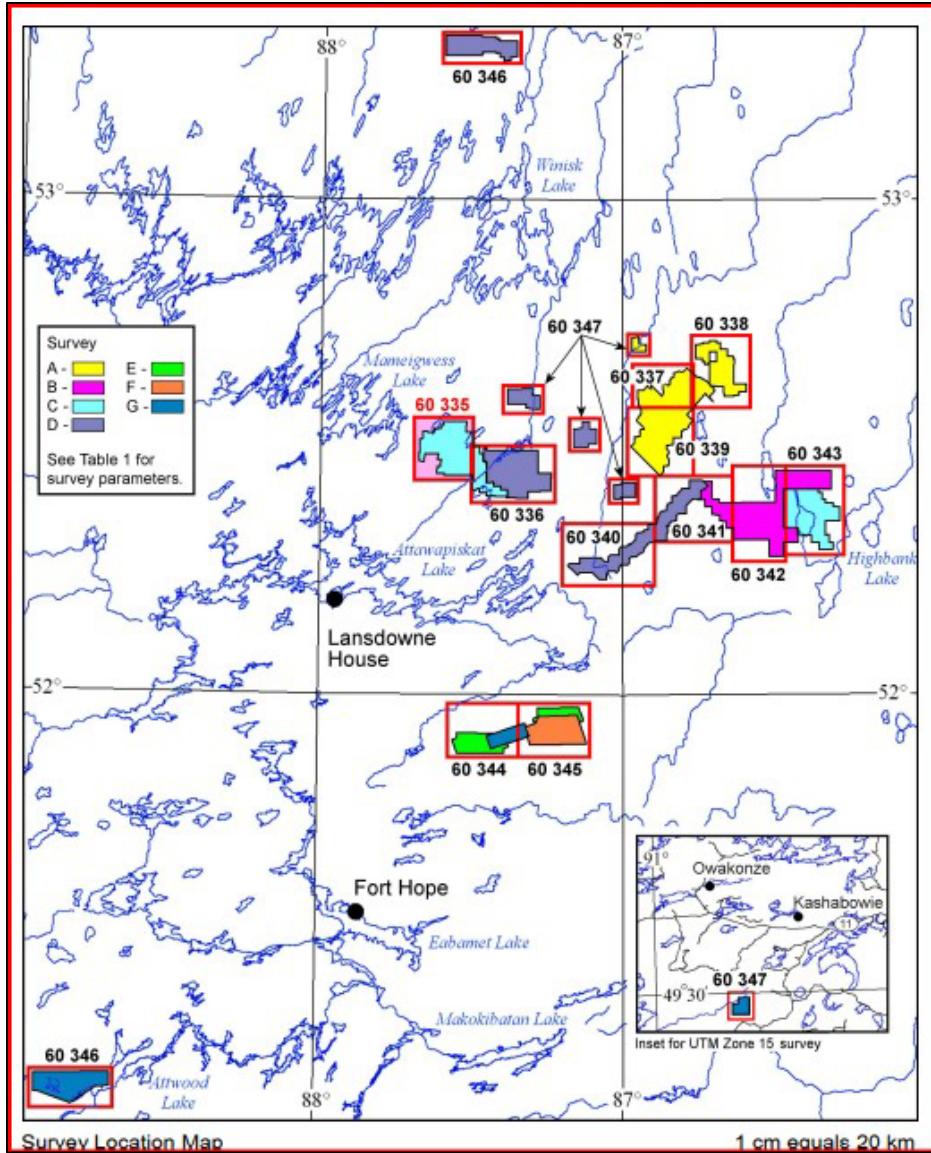 88°
87°
60 346
Winisk
Lake
53°
53°
60 347
60 338
Survey
A -
E -
B -
F -
C -
G -
D -
See Table 1 for
survey parameters.
Mameigwess
Lake
60 337
60 335
60 339
60 343
60 336
60 340
60 341
Attawapiskat
Lake
60 342
Highbank
Lake
Lansdowne
House
52°
52°
60 344
60 345
Fort Hope
Eabamet Lake
91°
Owakonze
Kashabowie
11
60 347
49°30'
Makokibatan Lake
Inset for UTM Zone 15 survey
60 346
Attwood
Lake
88°
87°
Survey Location Map
1 cm equals 20 km